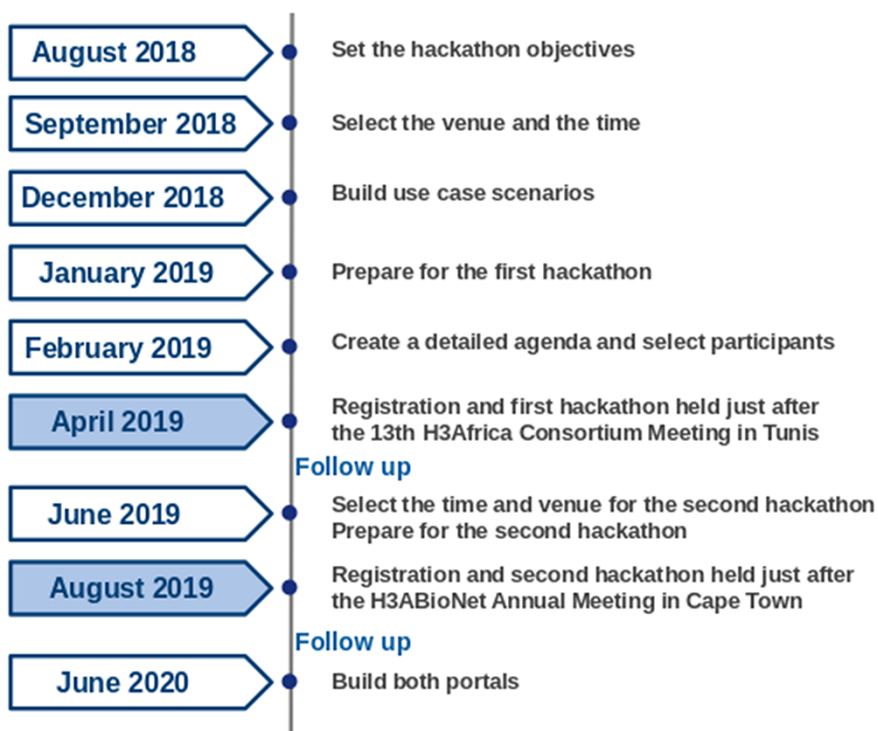 August 2018
Set the hackathon objectives
September 2018
Select the venue and the time
December 2018
Build use case scenarios
January 2019
Prepare for the first hackathon
February 2019
Create a detailed agenda and select participants
April 2019
Registration and first hackathon held just after
the 13th H3Africa Consortium Meeting in Tunis
Follow up
June 2019
Select the time and venue for the second hackathon
Prepare for the second hackathon
August 2019
Registration and second hackathon held just after
the H3ABioNet Annual Meeting in Cape Town
Follow up
June 2020
Build both portals